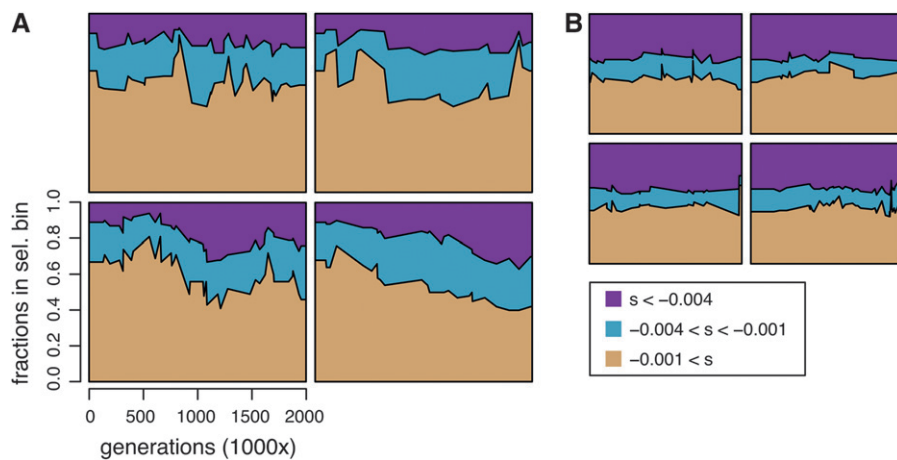 A
B
fractions in sel. bin
0.0 0.2 0.4 0.6 0.8 1.0
0 500 1000 1500 2000
generations (1000x)
s < −0.004
−0.004 < s < −0.001
−0.001 < s